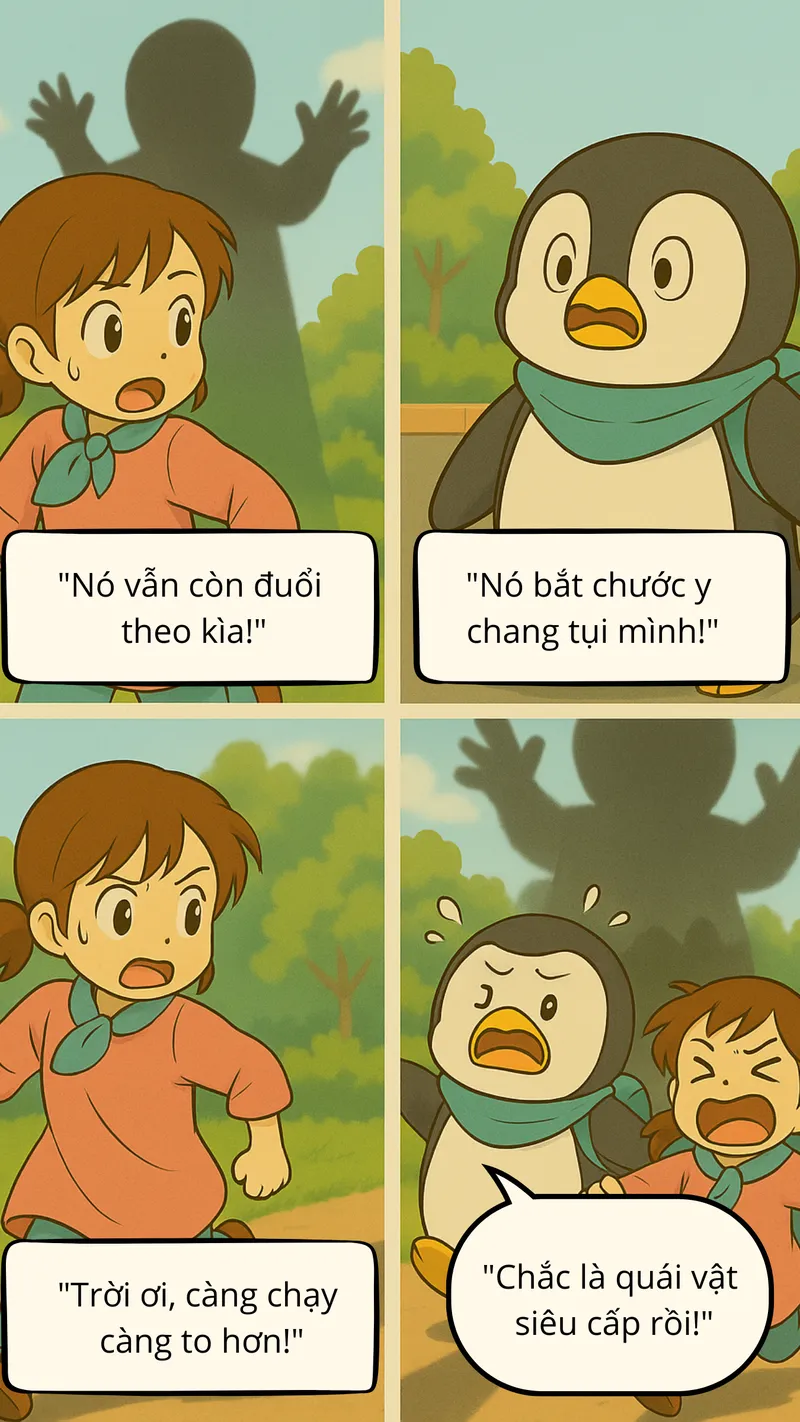 "Nó vẫn còn đuổi
theo kìa!"
"Nó bắt chước y
chang tụi mình!"
"Trời ơi, càng chạy
càng to hơn!"
"Chắc là quái vật
siêu cấp rồi!"